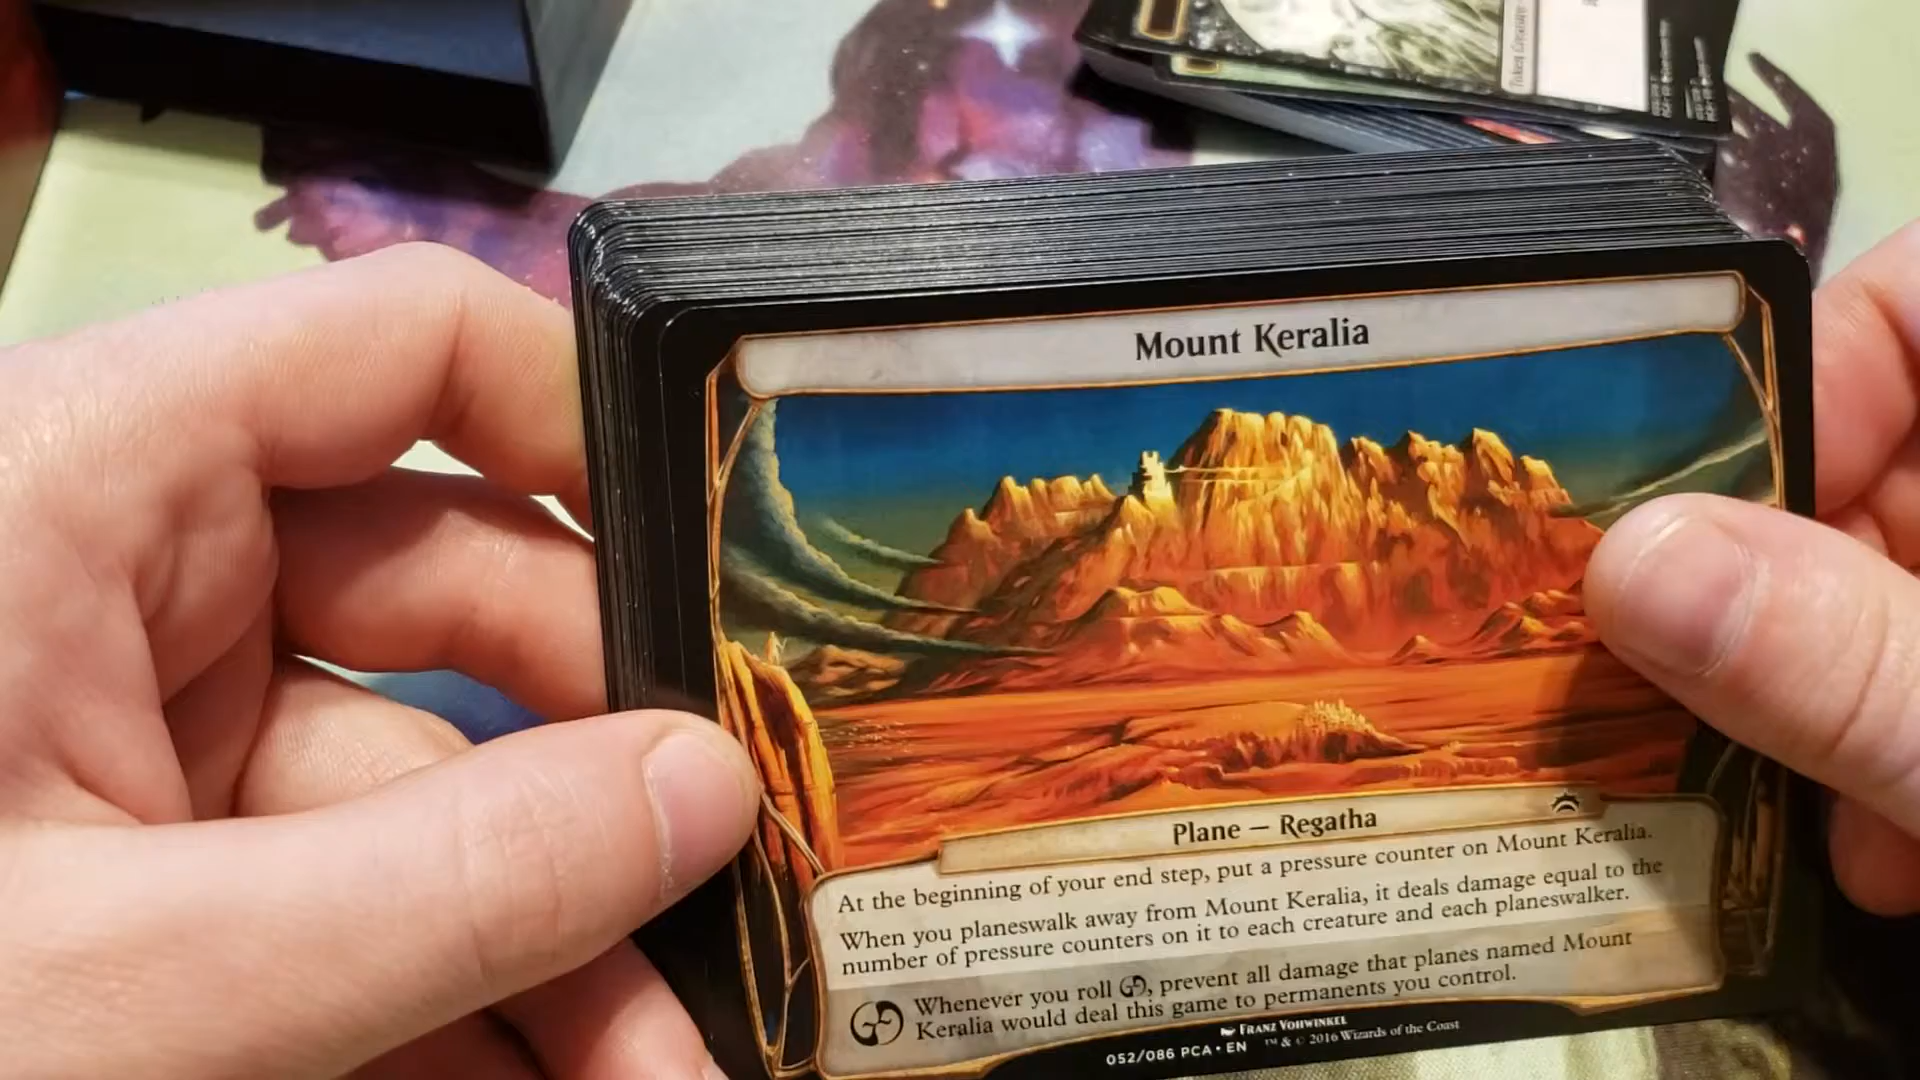 Token Creature
Mount Keralia
Plane — Regatha
At the beginning of your end step, put a pressure counter on Mount Keralia.
When you planeswalk away from Mount Keralia, it deals damage equal to the
number of pressure counters on it to each creature and each planeswalker.
Whenever you roll , prevent all damage that planes named Mount
Keralia would deal this game to permanents you control.
Franz Vohwinkel
052/086 PCA • EN ™ & © 2016 Wizards of the Coast